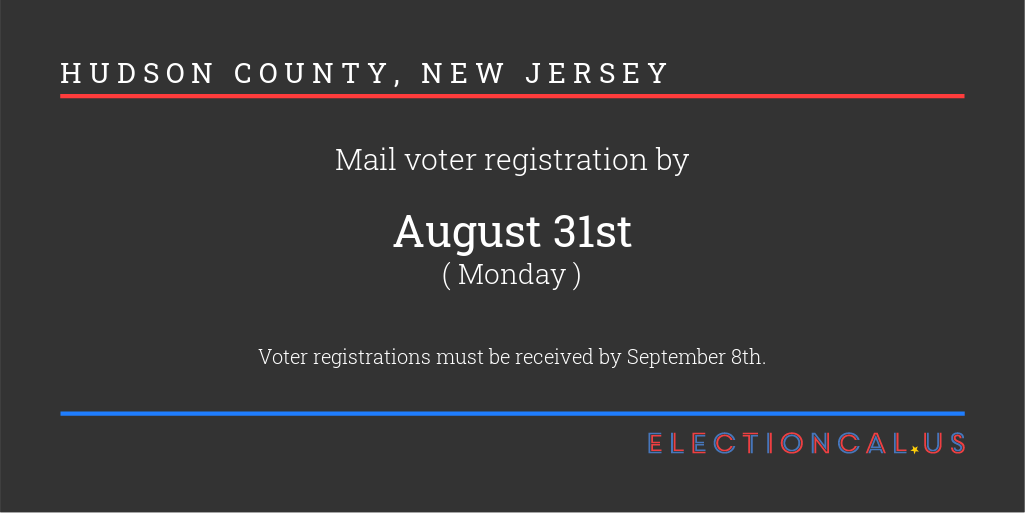 HUDSON COUNTY, NEW JERSEY
Mail voter registration by
August 31st
( Monday )
Voter registrations must be received by September 8th.
ELECTIONCAL.US